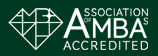 ASSOCIATION
OF AMBAs
ACCREDITED